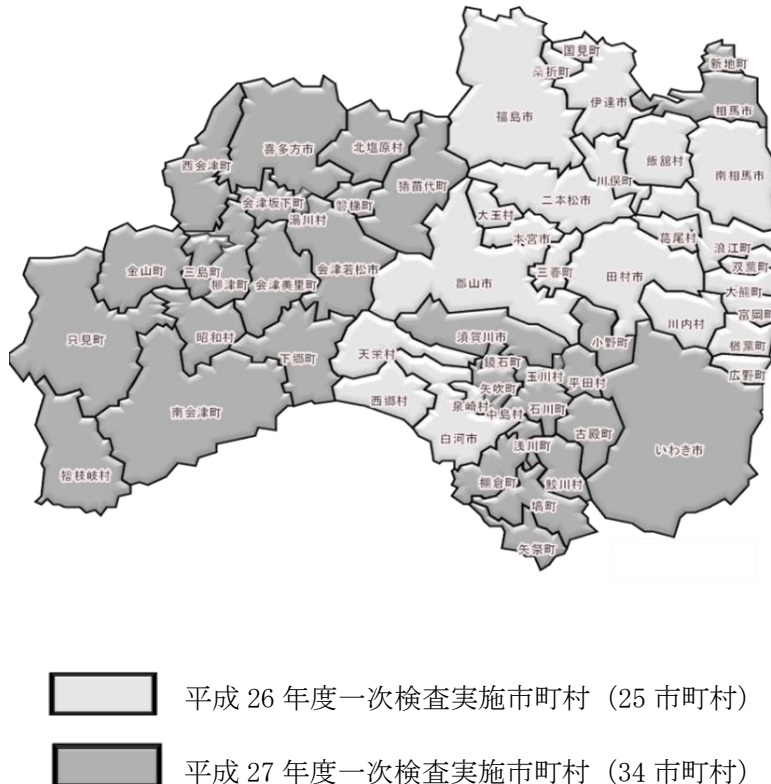 国見町
新地町
桑折町
伊達市
相馬市
福島市
喜多方市
北塩原村
飯舘村
西会津町
猪苗代町
川俣町
南相馬市
二本松市
会津坂下町
磐梯町
大玉村
湯川村
葛尾村
本宮市
浪江町
双葉町
金山町
三島町
会津若松市
三春町
田村市
柳津町
会津美里町
郡山市
大熊町
富岡町
川内村
只見町
昭和村
須賀川市
小野町
楢葉町
下郷町
天栄村
鏡石町
玉川村
平田村
広野町
矢吹町
西郷村
泉崎村
中島村
石川町
南会津町
白河市
古殿町
浅川町
いわき市
檜枝岐村
棚倉町
鮫川村
塙町
矢祭町
平成 26 年度一次検査実施市町村（25 市町村）
平成 27 年度一次検査実施市町村（34 市町村）